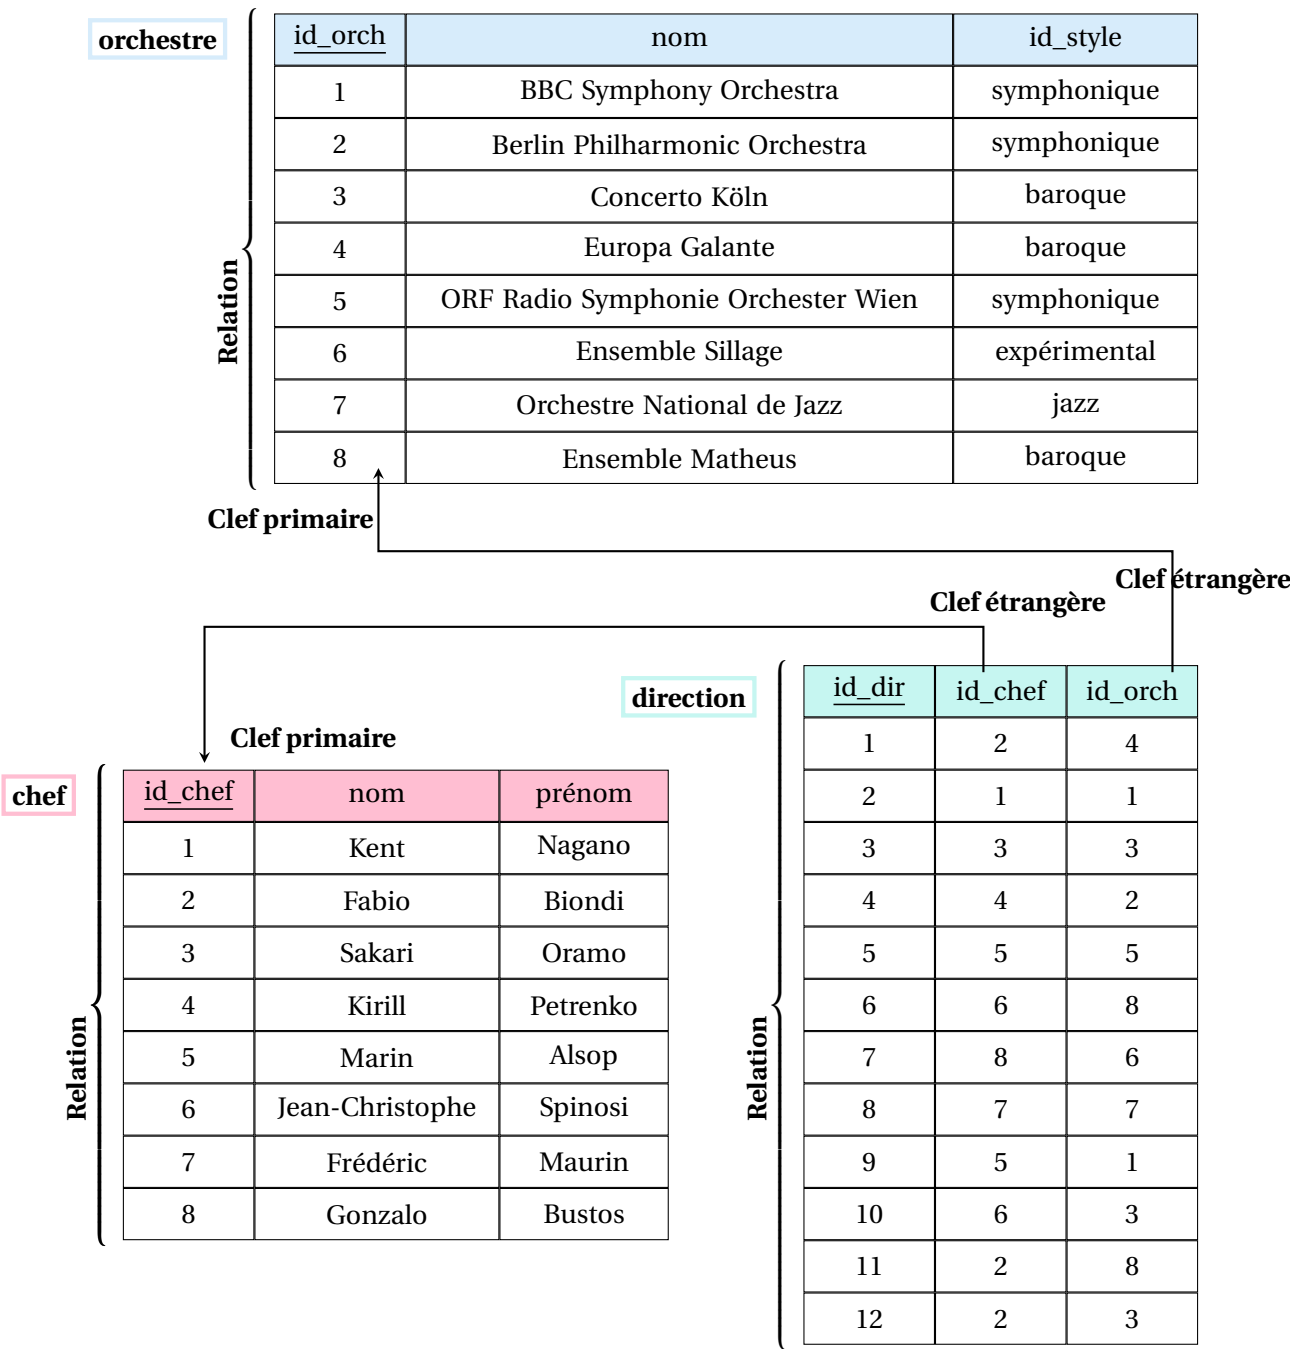 orchestre
id_orch nom id_style
1 BBC Symphony Orchestra symphonique
2 Berlin Philharmonic Orchestra symphonique
3 Concerto Köln baroque
4 Europa Galante baroque
5 ORF Radio Symphonie Orchester Wien symphonique
6 Ensemble Sillage expérimental
7 Orchestre National de Jazz jazz
8 Ensemble Matheus baroque
Relation
Clef primaire
Clef étrangère
Clef étrangère
Clef primaire
chef
id_chef nom prénom
1 Kent Nagano
2 Fabio Biondi
3 Sakari Oramo
4 Kirill Petrenko
5 Marin Alsop
6 Jean-Christophe Spinosi
7 Frédéric Maurin
8 Gonzalo Bustos
Relation
direction
id_dir id_chef id_orch
1 2 4
2 1 1
3 3 3
4 4 2
5 5 5
6 6 8
7 8 6
8 7 7
9 5 1
10 6 3
11 2 8
12 2 3
Relation